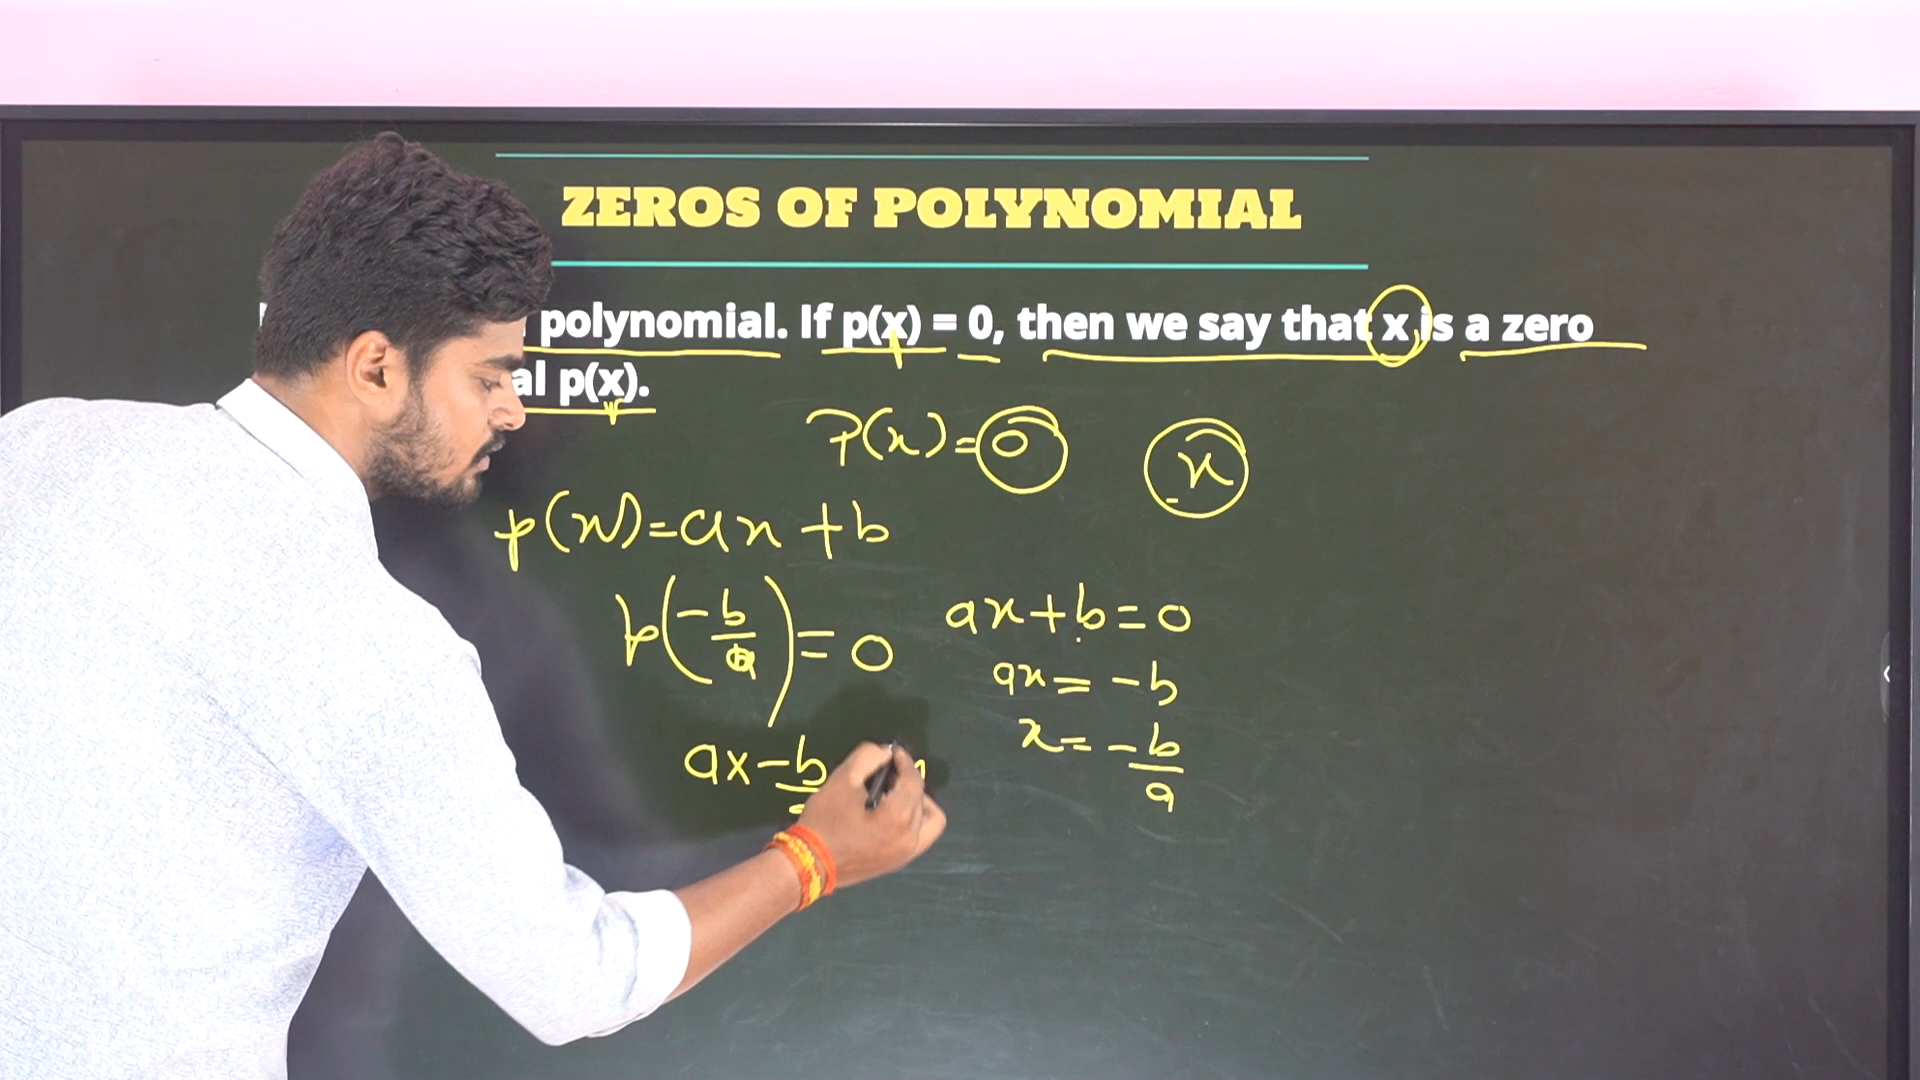 ZEROS OF POLYNOMIAL
polynomial. If p(x) = 0, then we say that x is a zero
al p(x).
P(x)=0 x
p(x)=ax+b
p(-b/a)=0
ax+b=0
ax=-b
x=-b/a
a×-b